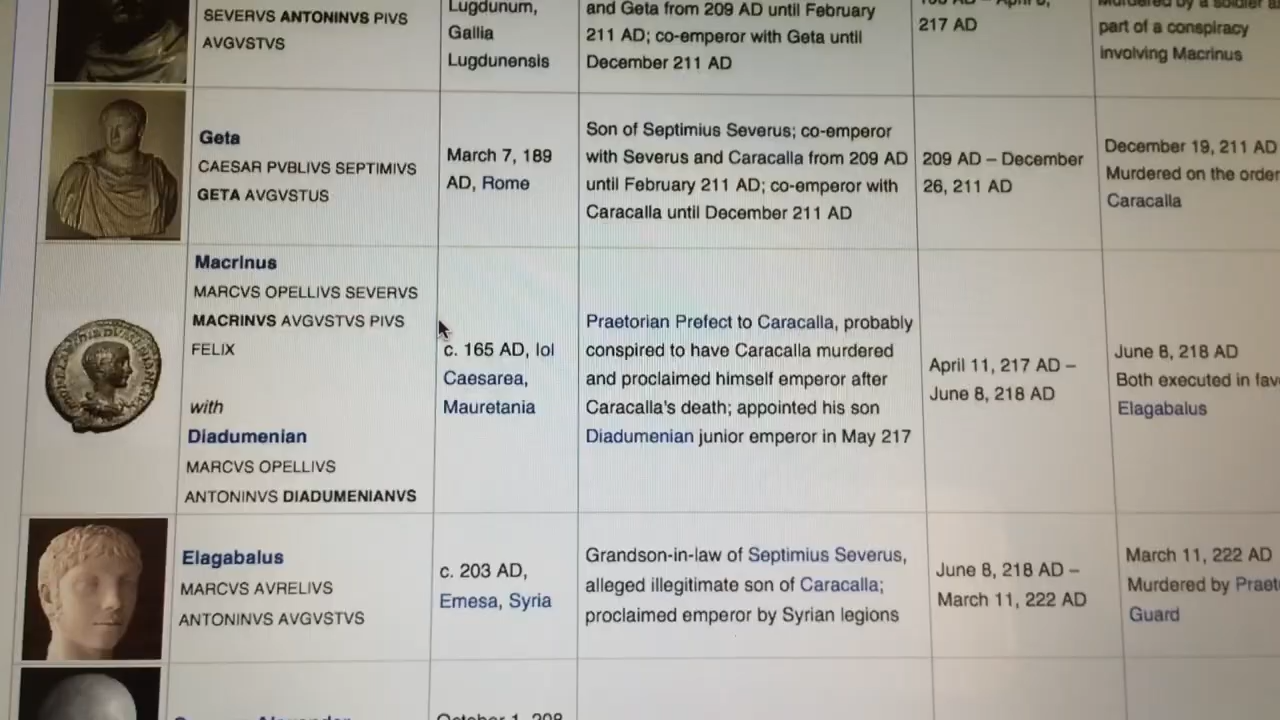 SEVERVS ANTONINVS PIVS
AVGVSTVS
Lugdunum,
Gallia
Lugdunensis
and Geta from 209 AD until February
211 AD; co-emperor with Geta until
December 211 AD
217 AD
Murdered by a soldier
part of a conspiracy
involving Macrinus
Geta
CAESAR PVBLIVS SEPTIMIVS
GETA AVGVSTUS
March 7, 189
AD, Rome
Son of Septimius Severus; co-emperor
with Severus and Caracalla from 209 AD
until February 211 AD; co-emperor with
Caracalla until December 211 AD
209 AD – December
26, 211 AD
December 19, 211 AD
Murdered on the order
Caracalla
Macrinus
MARCVS OPELLIVS SEVERVS
MACRINVS AVGVSTVS PIVS
FELIX
with
Diadumenian
MARCVS OPELLIVS
ANTONINVS DIADUMENIANVS
c. 165 AD, Iol
Caesarea,
Mauretania
Praetorian Prefect to Caracalla, probably
conspired to have Caracalla murdered
and proclaimed himself emperor after
Caracalla's death; appointed his son
Diadumenian junior emperor in May 217
April 11, 217 AD –
June 8, 218 AD
June 8, 218 AD
Both executed in
Elagabalus
Elagabalus
MARCVS AVRELIVS
ANTONINVS AVGVSTVS
c. 203 AD,
Emesa, Syria
Grandson-in-law of Septimius Severus,
alleged illegitimate son of Caracalla;
proclaimed emperor by Syrian legions
June 8, 218 AD –
March 11, 222 AD
March 11, 222 AD
Murdered by
Guard